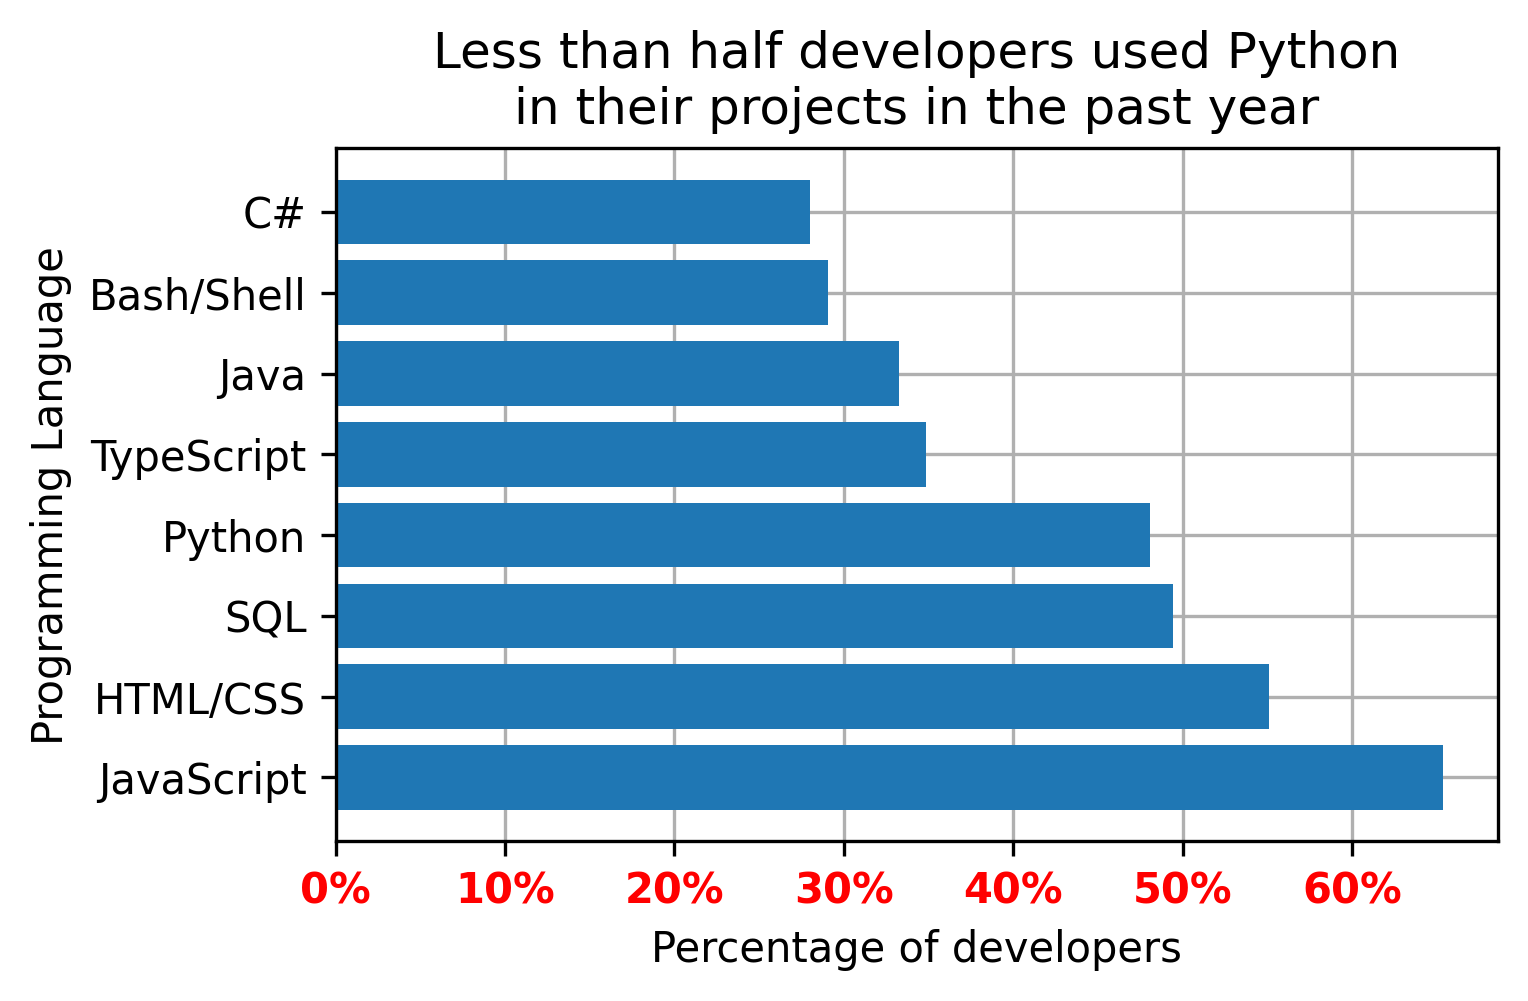 Less than half developers used Python
in their projects in the past year
Programming Language
C#
Bash/Shell
Java
TypeScript
Python
SQL
HTML/CSS
JavaScript
0% 10% 20% 30% 40% 50% 60%
Percentage of developers